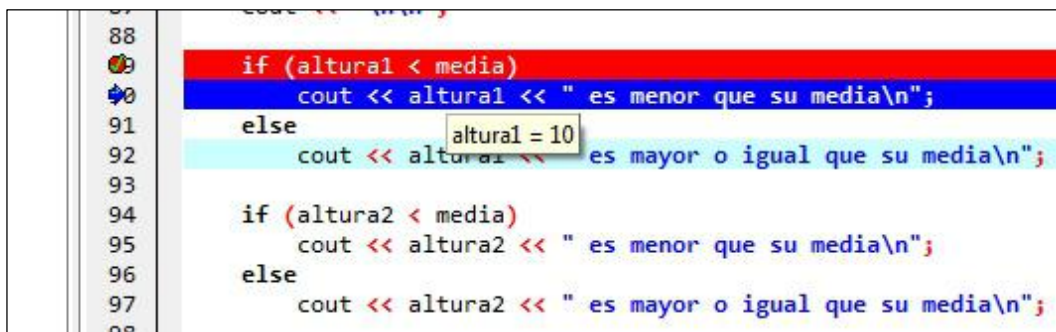 88
if (altura1 < media)
cout << altura1 << " es menor que su media\n";
91 else
altura1 = 10
92 cout << altura1 << " es mayor o igual que su media\n";
93
94 if (altura2 < media)
95 cout << altura2 << " es menor que su media\n";
96 else
97 cout << altura2 << " es mayor o igual que su media\n";